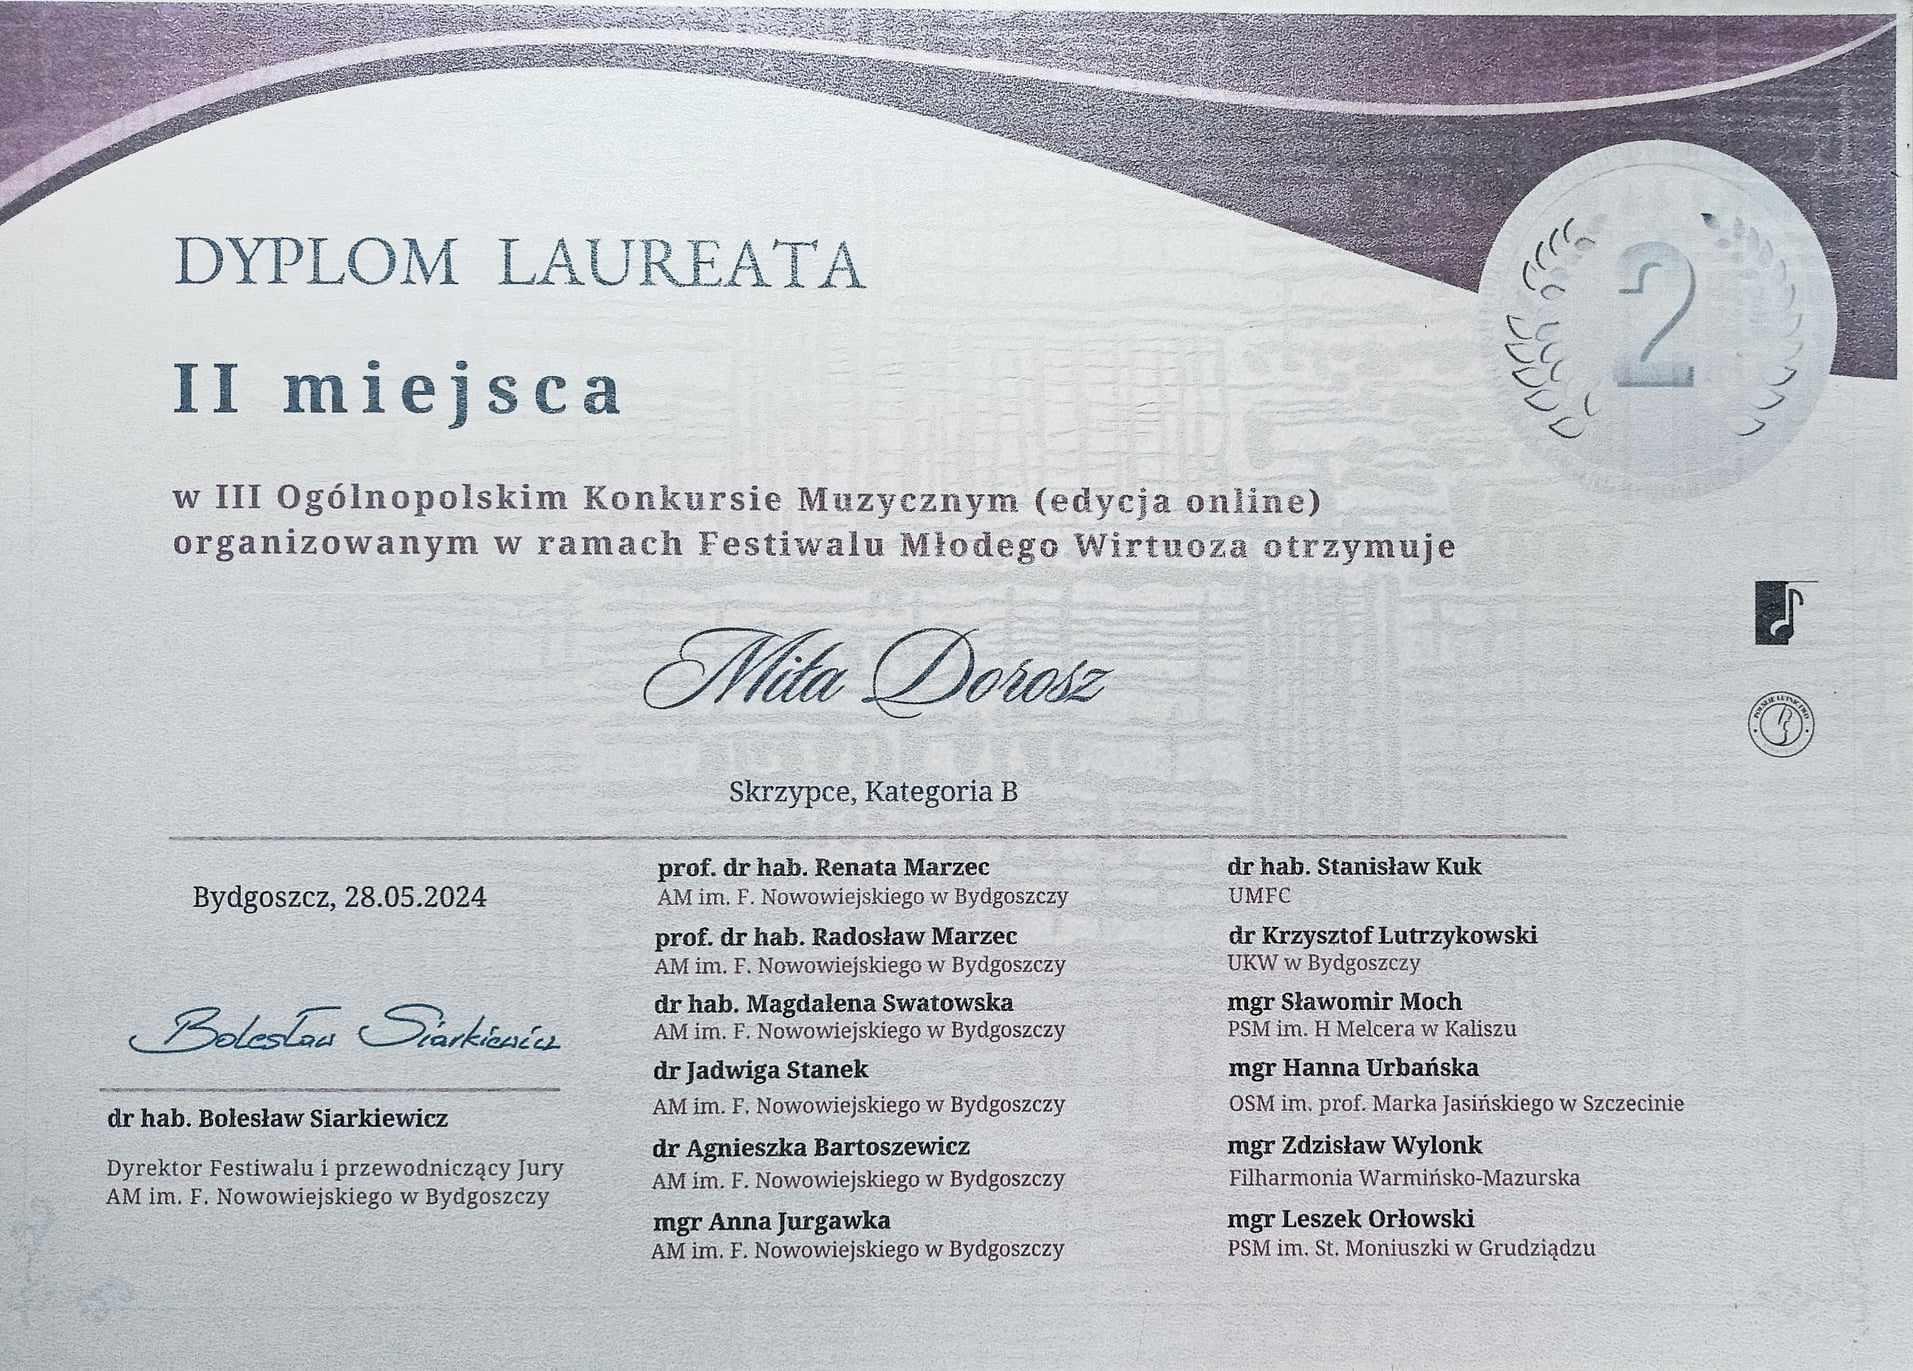 DYPLOM LAUREATA
2
II miejsca
w III Ogólnopolskim Konkursie Muzycznym (edycja online)
organizowanym w ramach Festiwalu Młodego Wirtuoza otrzymuje
Miła Dorosz
POLSKIE LUTNICTWO
Skrzypce, Kategoria B
Bydgoszcz, 28.05.2024
Bolesław Siarkiewicz
dr hab. Bolesław Siarkiewicz
Dyrektor Festiwalu i przewodniczący Jury
AM im. F. Nowowiejskiego w Bydgoszczy
prof. dr hab. Renata Marzec
AM im. F. Nowowiejskiego w Bydgoszczy
prof. dr hab. Radosław Marzec
AM im. F. Nowowiejskiego w Bydgoszczy
dr hab. Magdalena Swatowska
AM im. F. Nowowiejskiego w Bydgoszczy
dr Jadwiga Stanek
AM im. F. Nowowiejskiego w Bydgoszczy
dr Agnieszka Bartoszewicz
AM im. F. Nowowiejskiego w Bydgoszczy
mgr Anna Jurgawka
AM im. F. Nowowiejskiego w Bydgoszczy
dr hab. Stanisław Kuk
UMFC
dr Krzysztof Lutrzykowski
UKW w Bydgoszczy
mgr Sławomir Moch
PSM im. H Melcera w Kaliszu
mgr Hanna Urbańska
OSM im. prof. Marka Jasińskiego w Szczecinie
mgr Zdzisław Wylonk
Filharmonia Warmińsko-Mazurska
mgr Leszek Orłowski
PSM im. St. Moniuszki w Grudziądzu